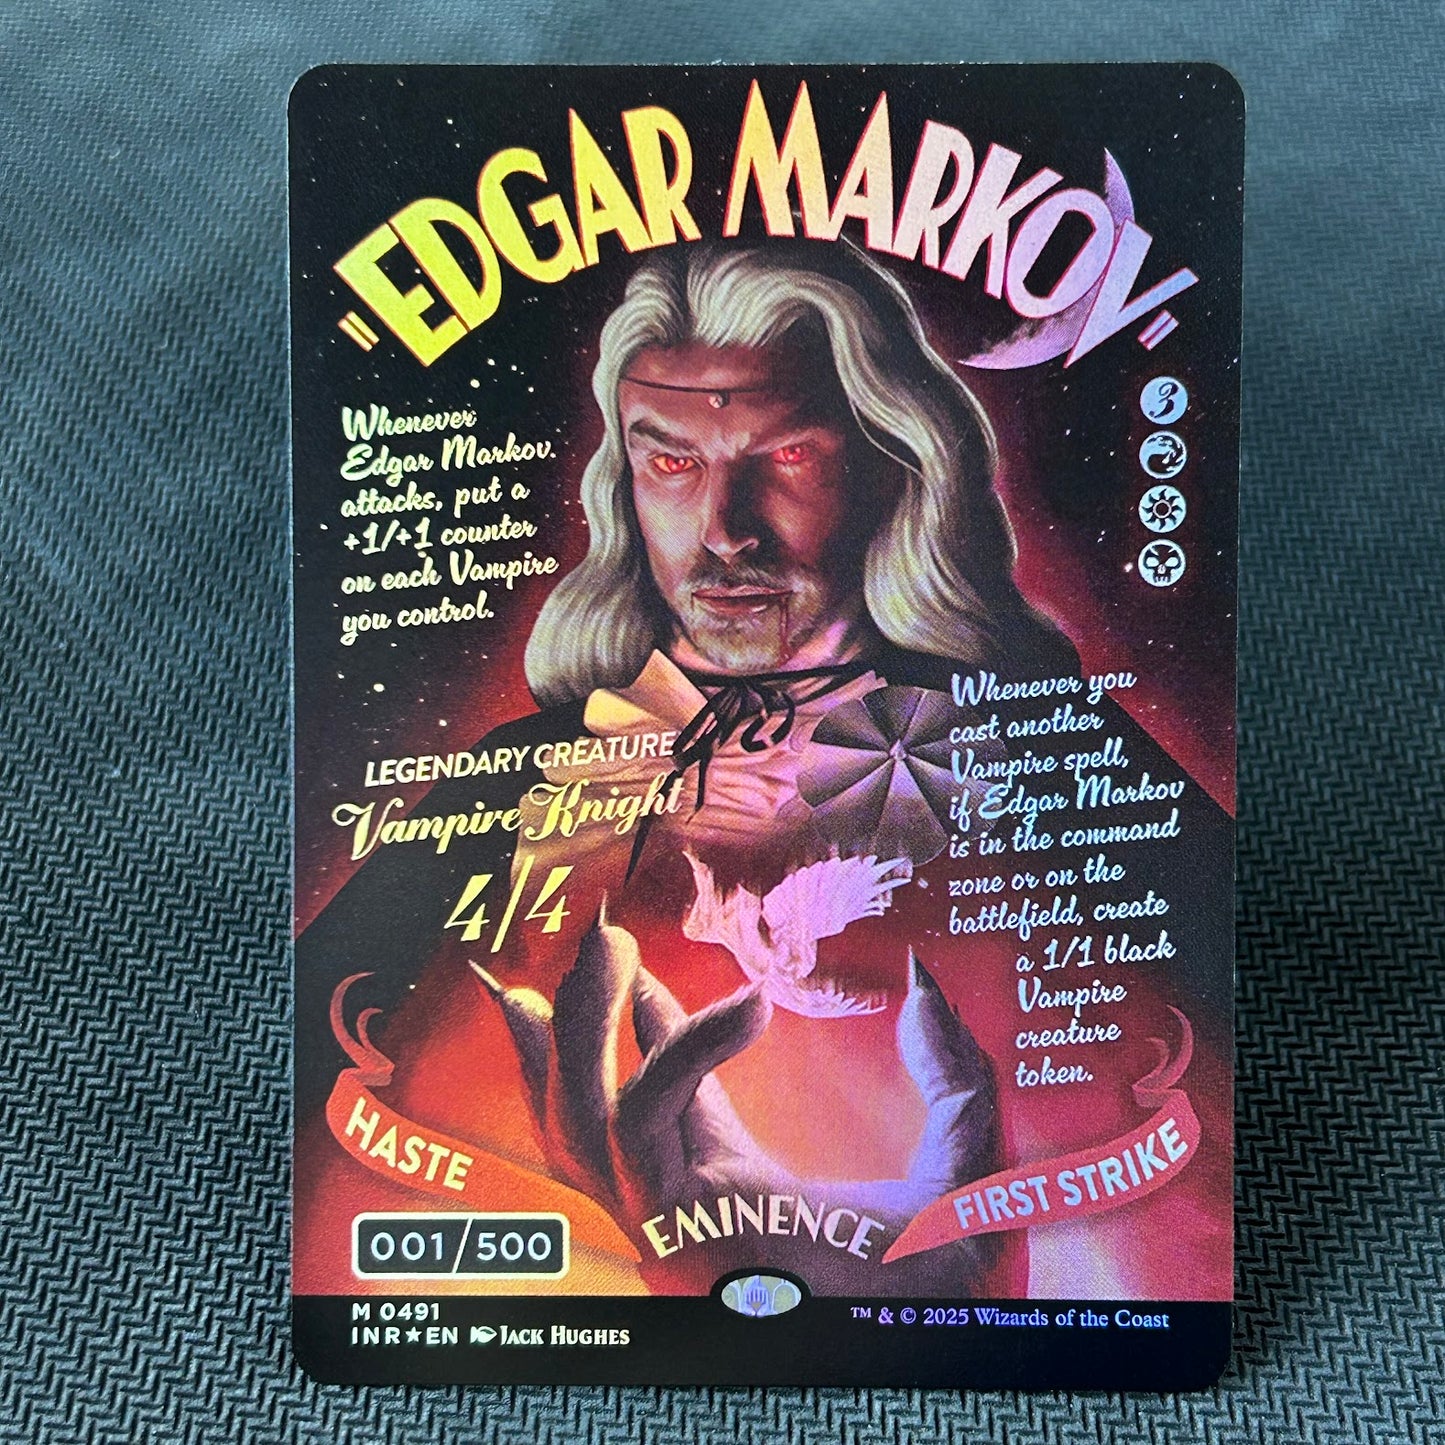 "EDGAR MARKOV"
3
Whenever
Edgar Markov.
attacks, put a
+1/+1 counter
on each Vampire
you control.
Whenever you
cast another
Vampire spell,
if Edgar Markov
is in the command
zone or on the
battlefield, create
a 1/1 black
Vampire
creature
token.
LEGENDARY CREATURE
Vampire Knight
4/4
HASTE
FIRST STRIKE
EMINENCE
001/500
M 0491
INR★EN JACK HUGHES
™ & © 2025 Wizards of the Coast